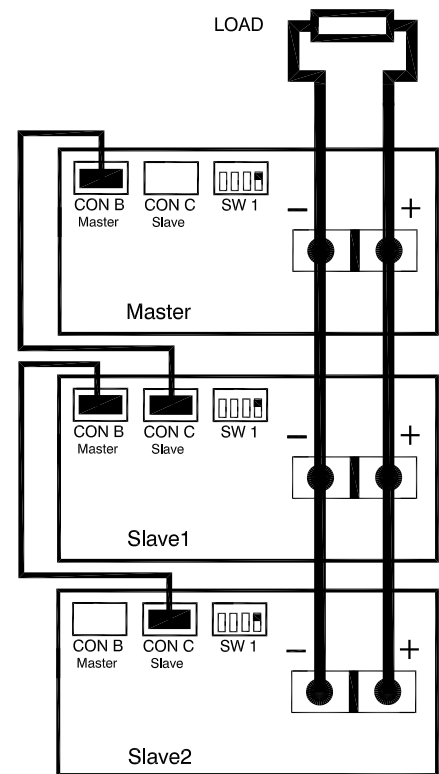 LOAD
CON B CON C SW 1
Master Slave
- +
Master
CON B CON C SW 1
Master Slave
- +
Slave1
CON B CON C SW 1
Master Slave
- +
Slave2